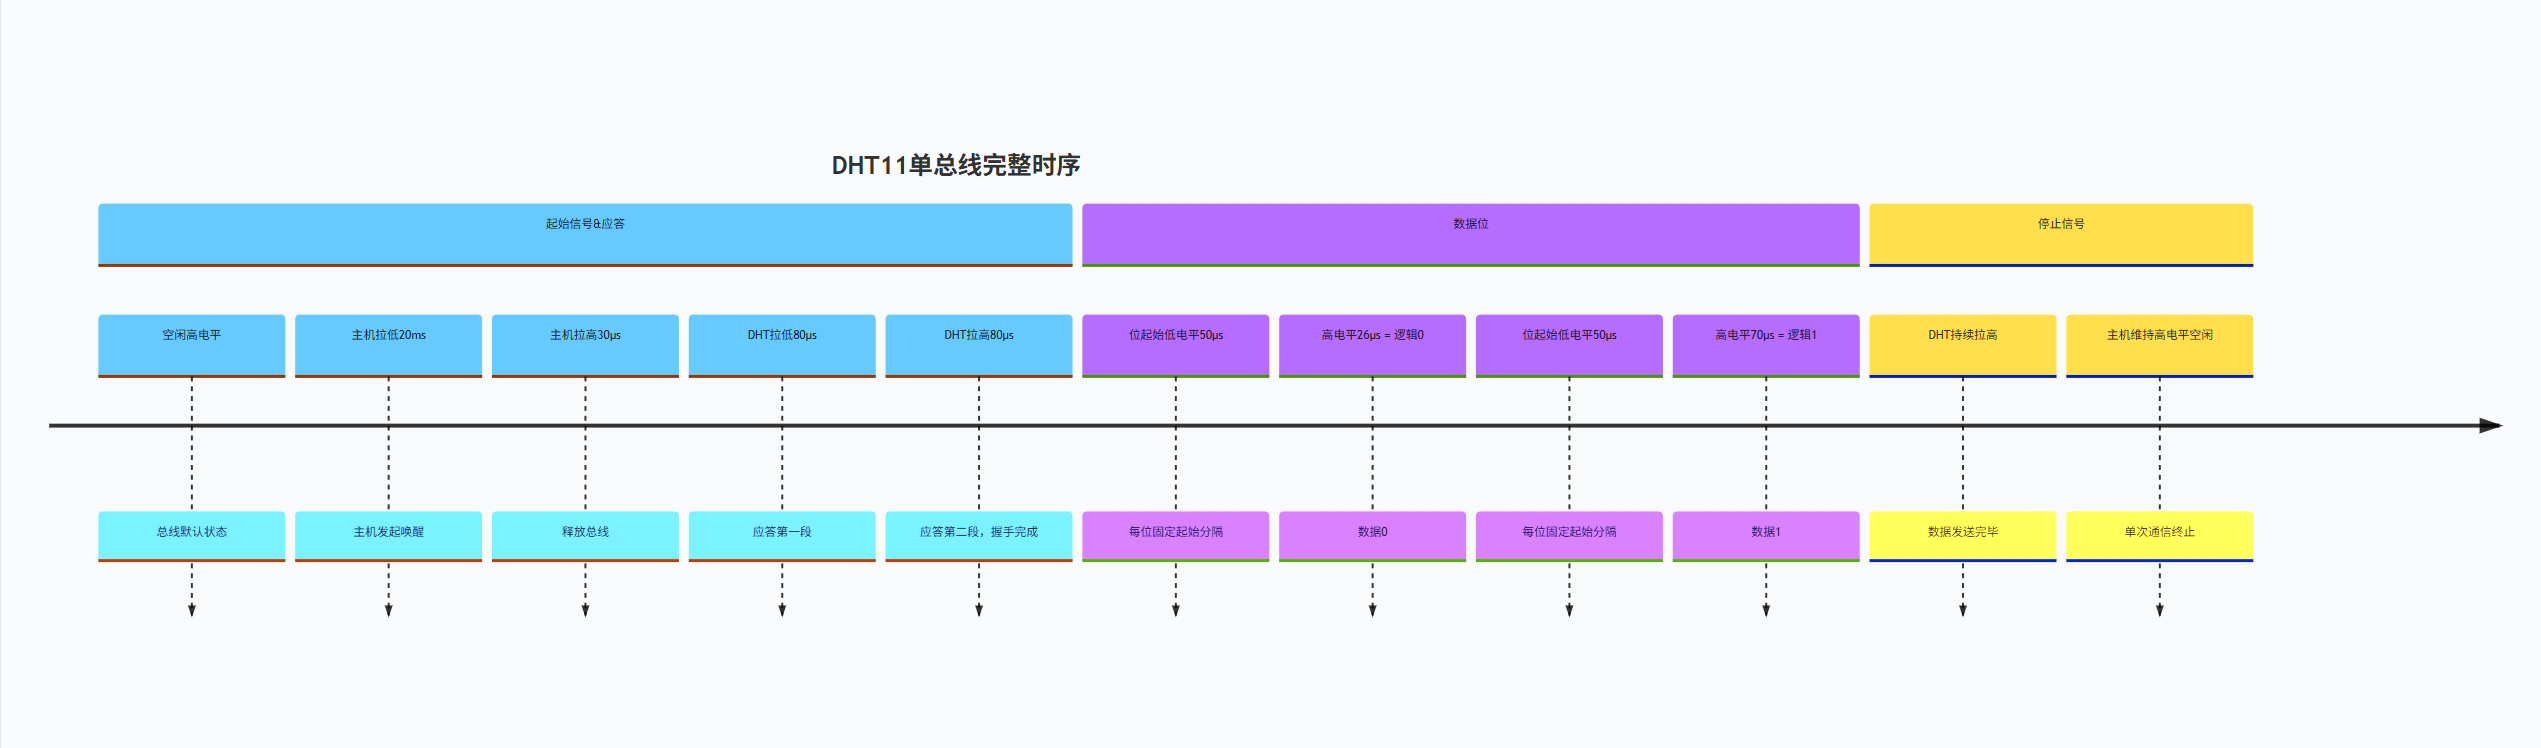 DHT11单总线完整时序
起始信号&应答
数据位
停止信号
空闲高电平
主机拉低20ms
主机拉高30μs
DHT拉低80μs
DHT拉高80μs
位起始低电平50μs
高电平26μs = 逻辑0
位起始低电平50μs
高电平70μs = 逻辑1
DHT持续拉高
主机维持高电平空闲
总线默认状态
主机发起唤醒
释放总线
应答第一段
应答第二段，握手完成
每位固定起始分隔
数据0
每位固定起始分隔
数据1
数据发送完毕
单次通信终止